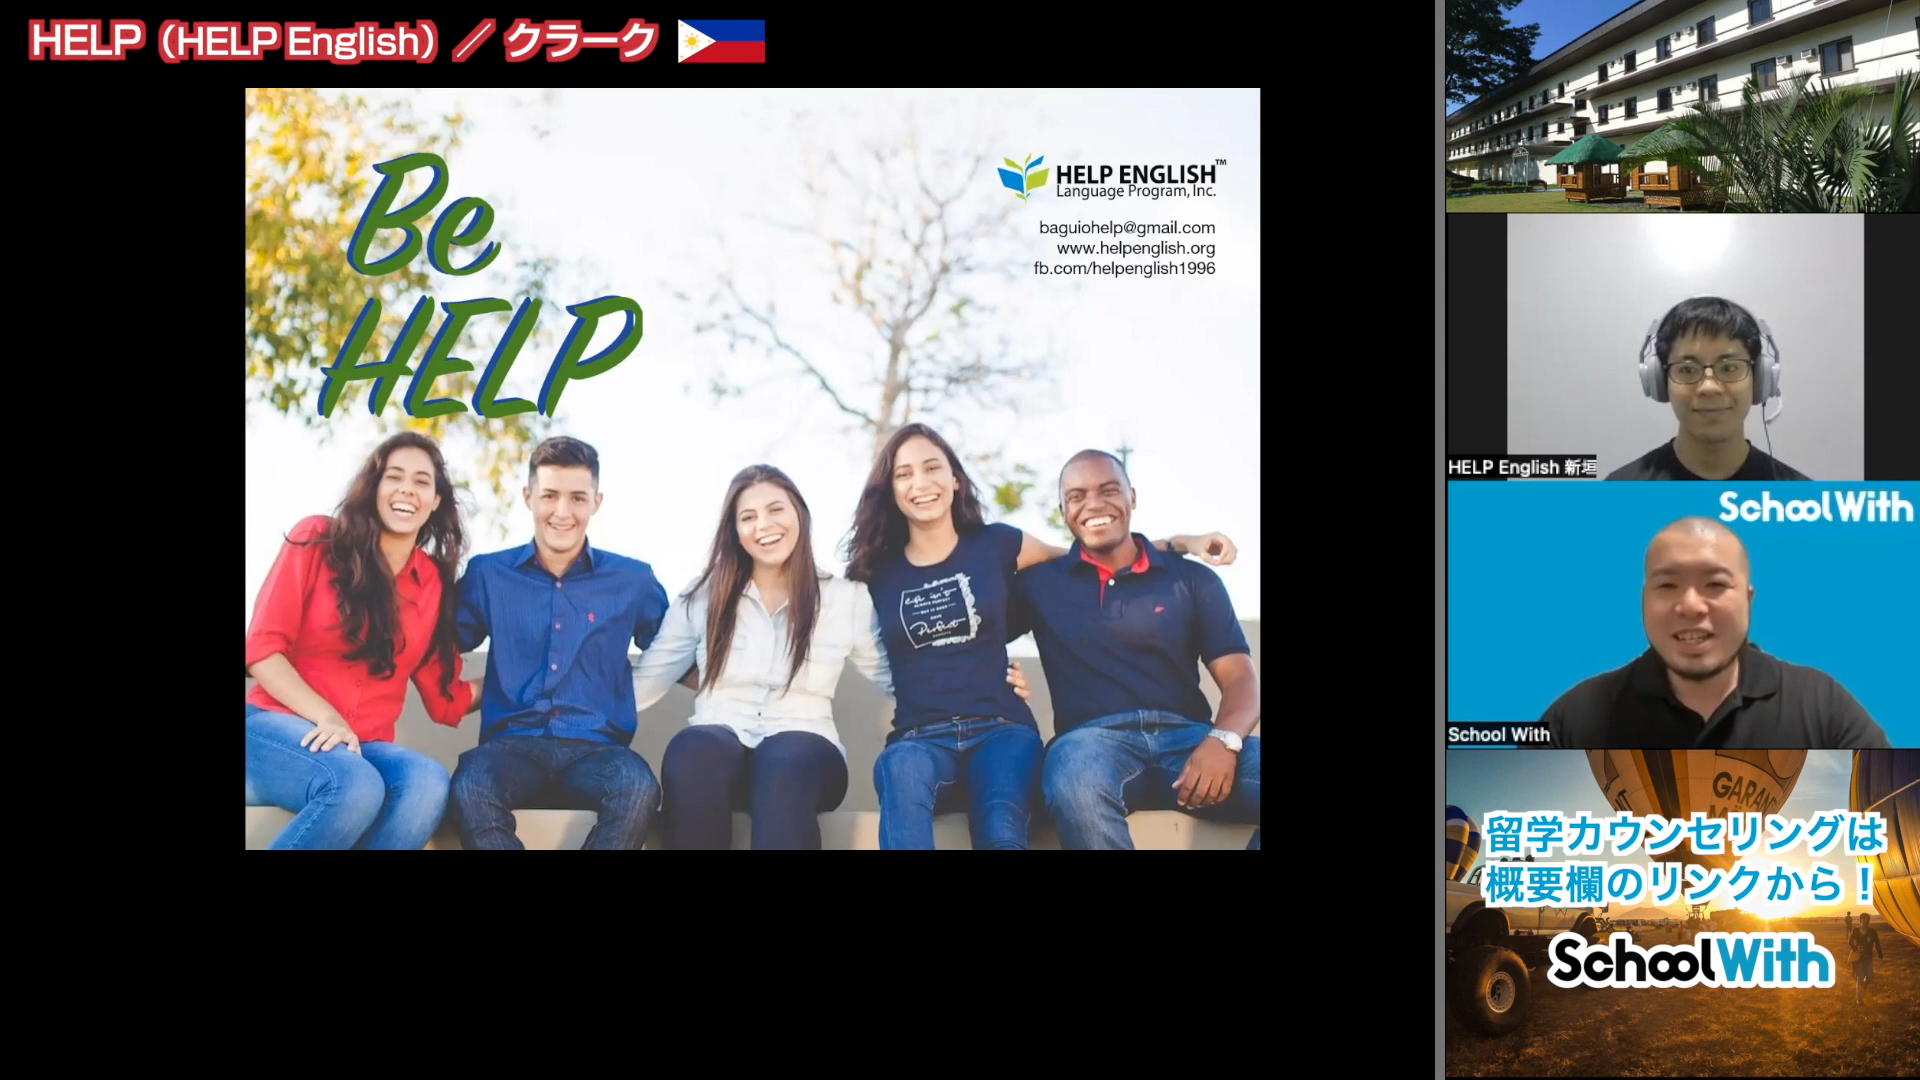 HELP（HELP English）／クラーク
Be
HELP
HELP ENGLISH™
Language Program, Inc.
baguiohelp@gmail.com
www.helpenglish.org
fb.com/helpenglish1996
Perfect
HELP English 新垣
SchoolWith
School With
GARAN
留学カウンセリングは
概要欄のリンクから！
SchoolWith